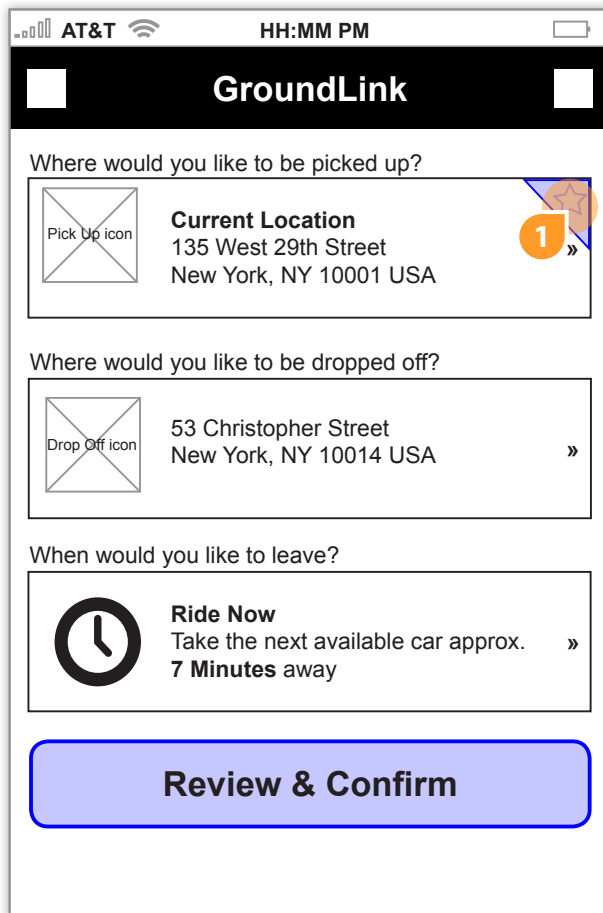 AT&T HH:MM PM
GroundLink
Where would you like to be picked up?
Pick Up icon
Current Location
135 West 29th Street
New York, NY 10001 USA
1
»
Where would you like to be dropped off?
Drop Off icon
53 Christopher Street
New York, NY 10014 USA
»
When would you like to leave?
Ride Now
Take the next available car approx.
7 Minutes away
»
Review & Confirm